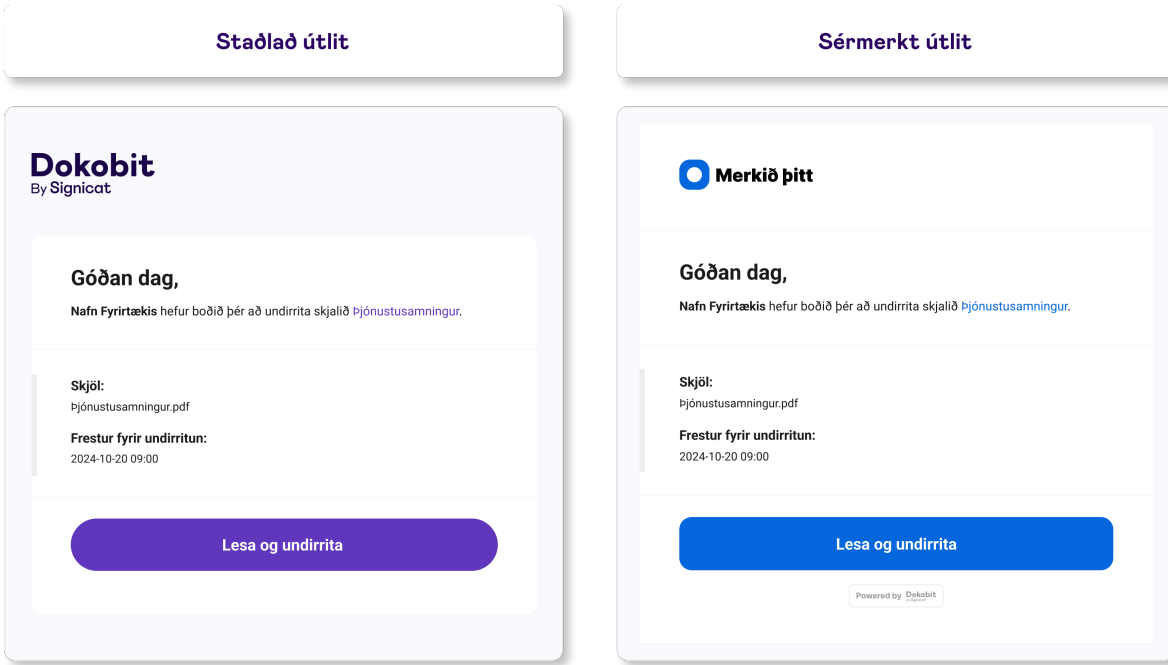 Staðlað útlit
Dokobit
By Signicat
Góðan dag,
Nafn Fyrirtækis hefur boðið þér að undirrita skjalið Þjónustusamningur.
Skjöl:
Þjónustusamningur.pdf
Frestur fyrir undirritun:
2024-10-20 09:00
Lesa og undirrita
Sérmerkt útlit
Merkið þitt
Góðan dag,
Nafn Fyrirtækis hefur boðið þér að undirrita skjalið Þjónustusamningur.
Skjöl:
Þjónustusamningur.pdf
Frestur fyrir undirritun:
2024-10-20 09:00
Lesa og undirrita
Powered by Dokobit
By Signicat